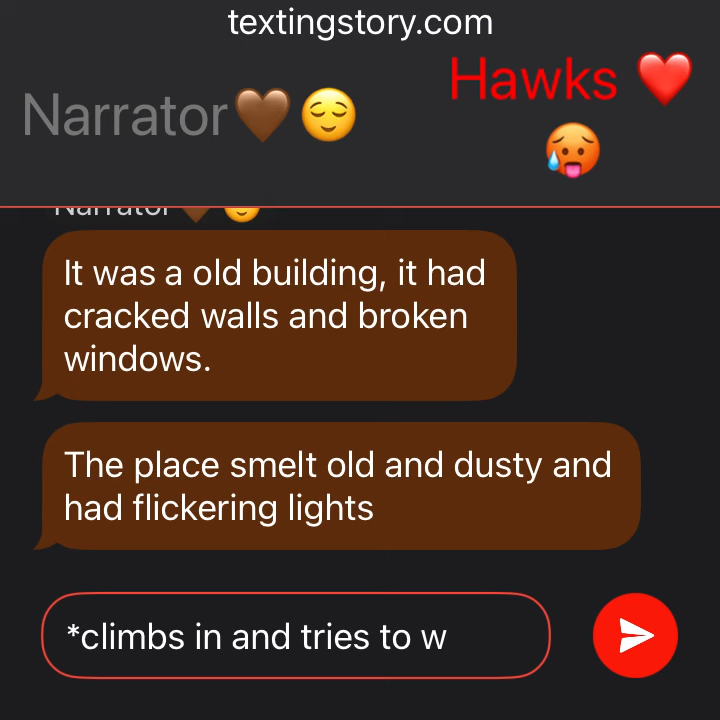 textingstory.com
Narrator🤎😌
Hawks ❤️
🥵
Narrator🤎😌
It was a old building, it had
cracked walls and broken
windows.
The place smelt old and dusty and
had flickering lights
*climbs in and tries to w